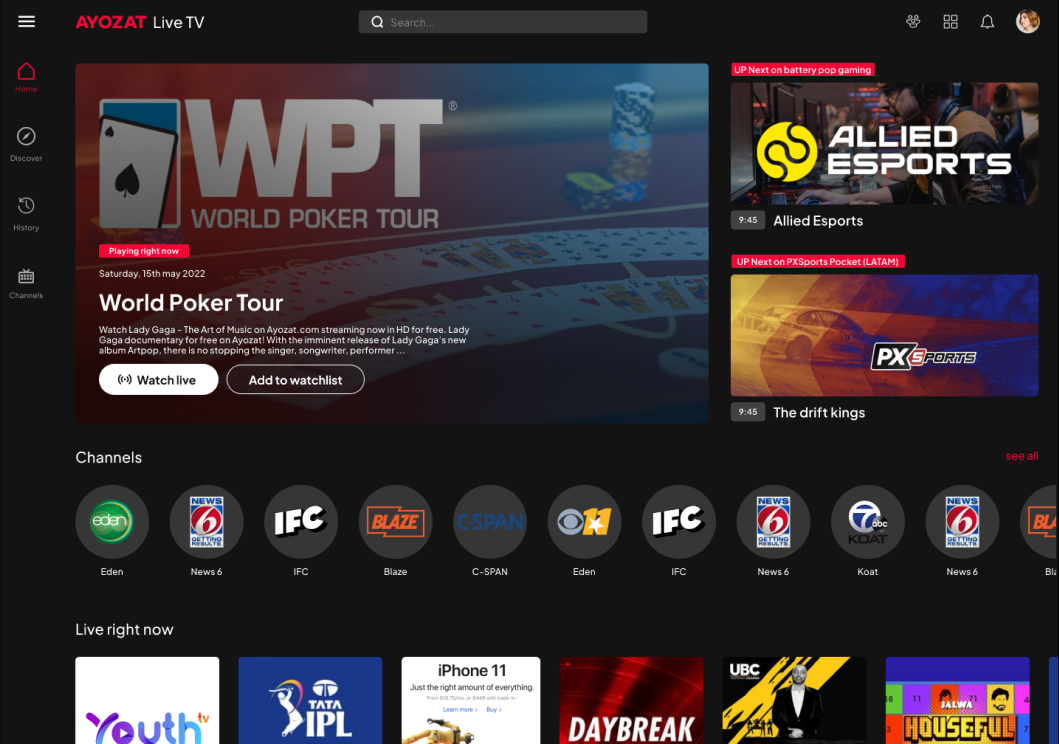 AYOZAT Live TV
Search...
Home
Discover
History
Channels
WPT®
WORLD POKER TOUR
Playing right now
Saturday, 15th may 2022
World Poker Tour
Watch Lady Gaga - The Art of Music on Ayozat.com streaming now in HD for free. Lady
Gaga documentary for free on Ayozat! With the imminent release of Lady Gaga's new
album Artpop, there is no stopping the singer, songwriter, performer ...
Watch live
Add to watchlist
UP Next on battery pop gaming
ALLIED
ESPORTS
9:45
Allied Esports
UP Next on PXSports Pocket (LATAM)
PX SPORTS
9:45
The drift kings
Channels
see all
eden
NEWS
6
GETTING
RESULTS
IFC
BLAZE
C-SPAN
11
IFC
NEWS
6
GETTING
RESULTS
7
abc
KOAT
NEWS
6
GETTING
RESULTS
BLA
Eden
News 6
IFC
Blaze
C-SPAN
Eden
IFC
News 6
Koat
News 6
Bla
Live right now
Youth tv
TATA
IPL
iPhone 11
Just the right amount of everything.
Learn more >
Buy >
DAYBREAK
UBC
11
71
JALWA
HOUSEFUL